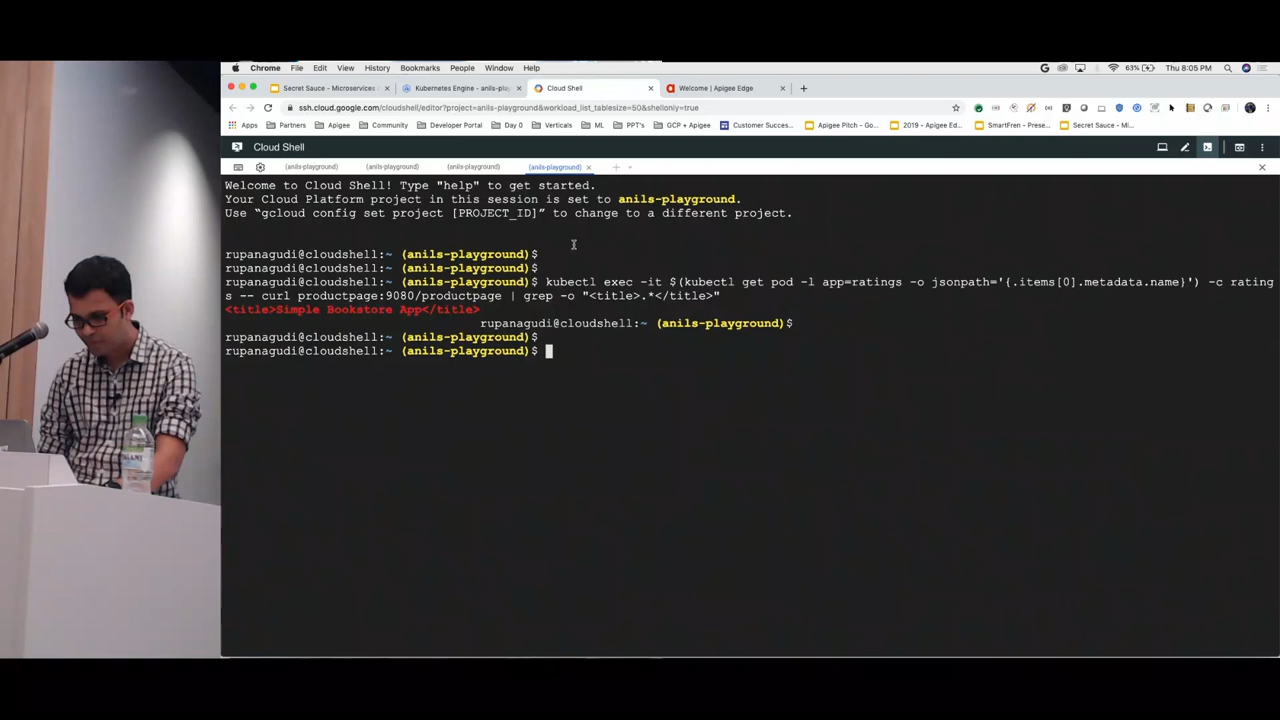 Chrome File Edit View History Bookmarks People Window Help 63% Thu 8:05 PM
Secret Sauce - Microservices Kubernetes Engine - anils-play Cloud Shell Welcome | Apigee Edge
ssh.cloud.google.com/cloudshell/editor?project=anils-playground&workload_list_tablesize=50&shellonly=true
Apps Partners Apigee Community Developer Portal Day 0 Verticals ML PPT's GCP + Apigee Customer Succes... Apigee Pitch - Go... 2019 - Apigee Ed... SmartFren - Prese... Secret Sauce - Mi...
Cloud Shell
(anils-playground) (anils-playground) (anils-playground) (anils-playground)
Welcome to Cloud Shell! Type "help" to get started.
Your Cloud Platform project in this session is set to anils-playground.
Use “gcloud config set project [PROJECT_ID]” to change to a different project.
rupanagudi@cloudshell:~ (anils-playground)$
rupanagudi@cloudshell:~ (anils-playground)$
rupanagudi@cloudshell:~ (anils-playground)$ kubectl exec -it $(kubectl get pod -l app=ratings -o jsonpath='{.items[0].metadata.name}') -c rating
s -- curl productpage:9080/productpage | grep -o "<title>.*</title>"
<title>Simple Bookstore App</title>
rupanagudi@cloudshell:~ (anils-playground)$
rupanagudi@cloudshell:~ (anils-playground)$
rupanagudi@cloudshell:~ (anils-playground)$